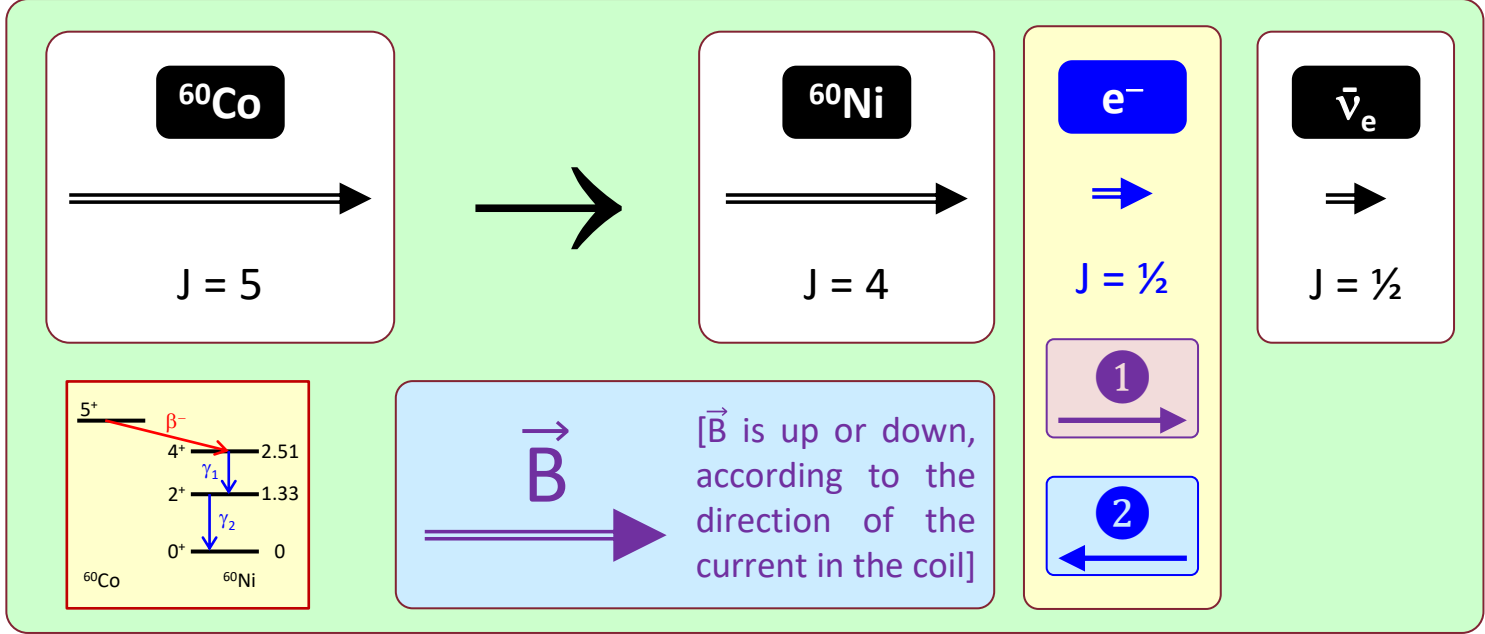 ⁶⁰Co
⁶⁰Ni
e⁻
ν̄ₑ
J = 5
J = 4
J = ½
J = ½
5⁺
β⁻
4⁺ 2.51
γ₁
2⁺ 1.33
γ₂
0⁺ 0
⁶⁰Co ⁶⁰Ni
B⃗
[B⃗ is up or down,
according to the
direction of the
current in the coil]
1
2